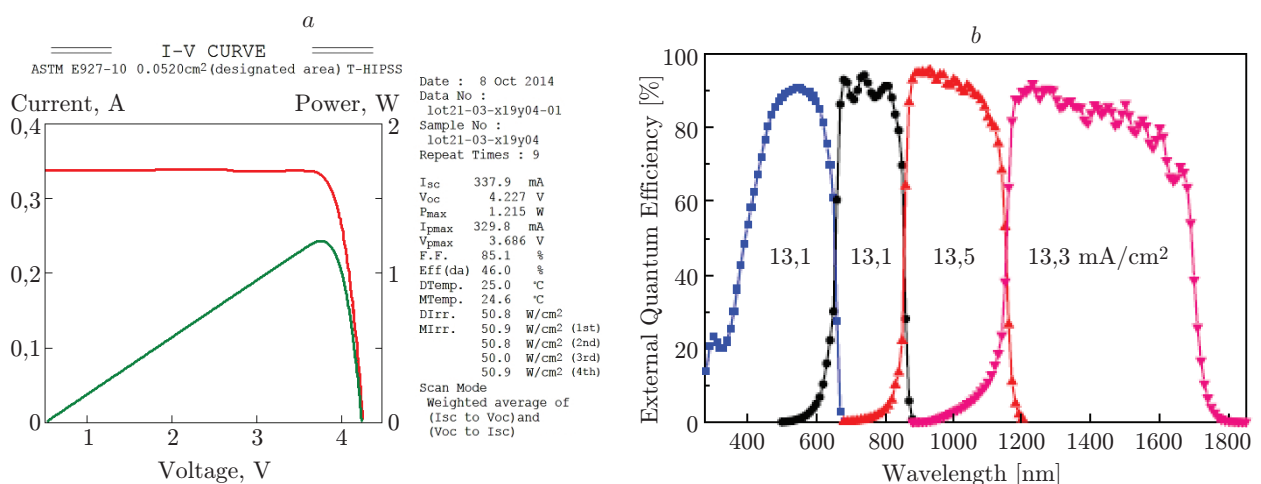 a
I-V CURVE
ASTM E927-10 0.0520cm² (designated area) T-HIPSS
Current, A
Power, W
0,4
0,3
0,2
0,1
0
2
1
0
1
2
3
4
Voltage, V
Date : 8 Oct 2014
Data No :
lot21-03-x19y04-01
Sample No :
lot21-03-x19y04
Repeat Times : 9
Isc 337.9 mA
Voc 4.227 V
Pmax 1.215 W
Ipmax 329.8 mA
Vpmax 3.686 V
F.F. 85.1 %
Eff(da) 46.0 %
DTemp. 25.0 °C
MTemp. 24.6 °C
DIrr. 50.8 W/cm²
MIrr. 50.9 W/cm² (1st)
50.8 W/cm² (2nd)
50.0 W/cm² (3rd)
50.9 W/cm² (4th)
Scan Mode
Weighted average of
(Isc to Voc)and
(Voc to Isc)
b
External Quantum Efficiency [%]
100
80
60
40
20
0
13,1
13,1
13,5
13,3 mA/cm²
400
600
800
1000
1200
1400
1600
1800
Wavelength [nm]